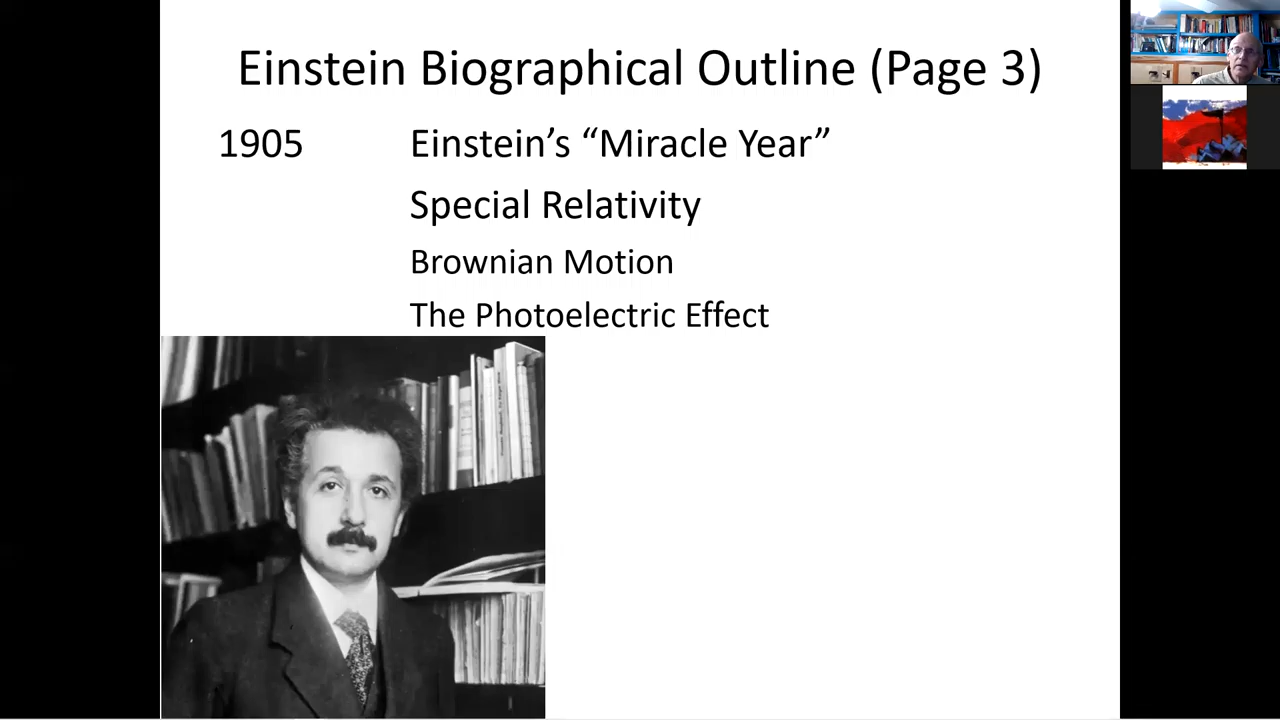 Einstein Biographical Outline (Page 3)
1905 Einstein’s “Miracle Year”
Special Relativity
Brownian Motion
The Photoelectric Effect